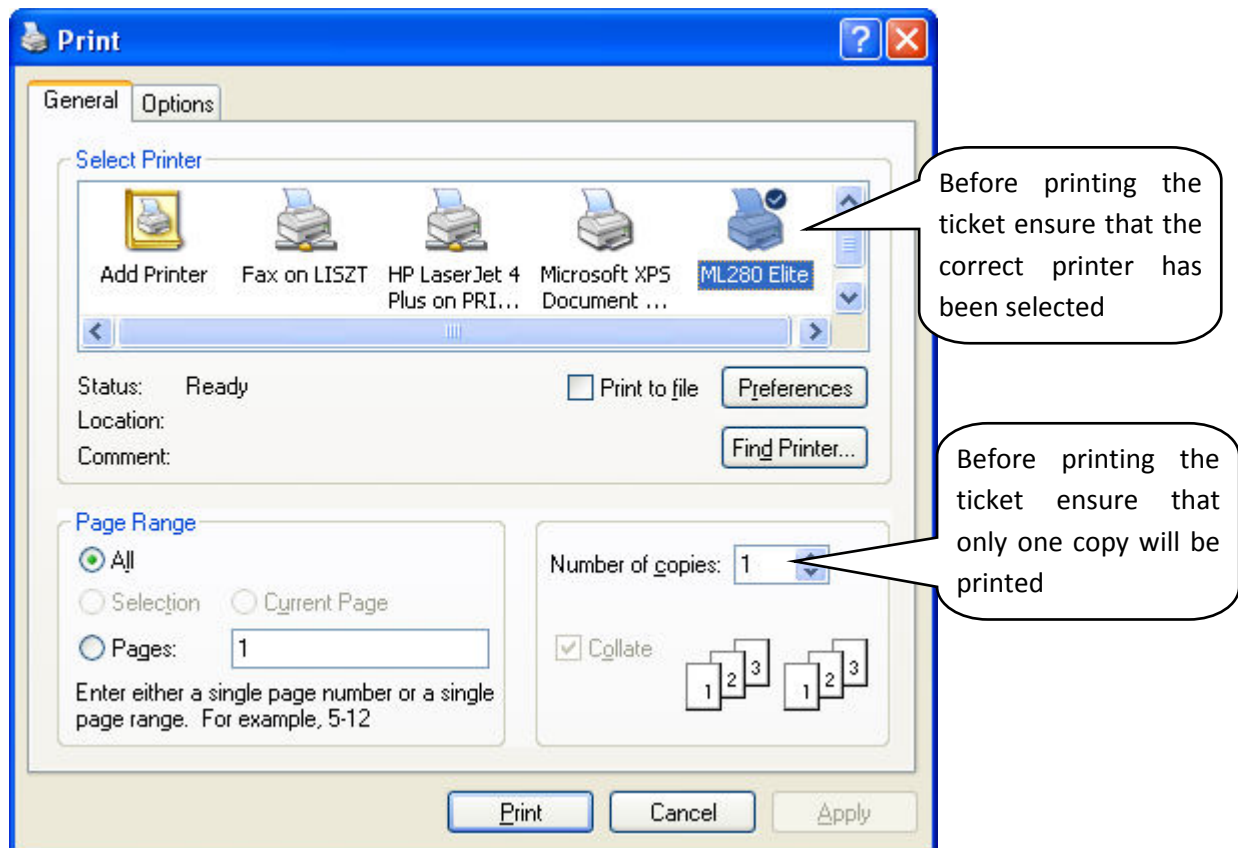 Print
General Options
Select Printer
Add Printer Fax on LISZT HP LaserJet 4 Microsoft XPS ML280 Elite
Plus on PRI... Document ...
Before printing the
ticket ensure that the
correct printer has
been selected
Status: Ready
Print to file Preferences
Location:
Comment:
Find Printer...
Page Range
All
Selection Current Page
Pages: 1
Enter either a single page number or a single
page range. For example, 5-12
Number of copies: 1
Collate
1 2 3 1 2 3
Before printing the
ticket ensure that
only one copy will be
printed
Print Cancel Apply